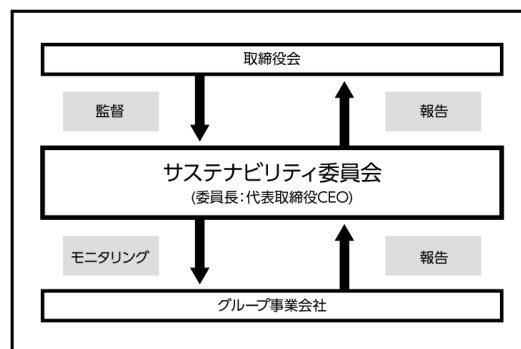 取締役会
監督
報告
サステナビリティ委員会
(委員長:代表取締役CEO)
モニタリング
報告
グループ事業会社